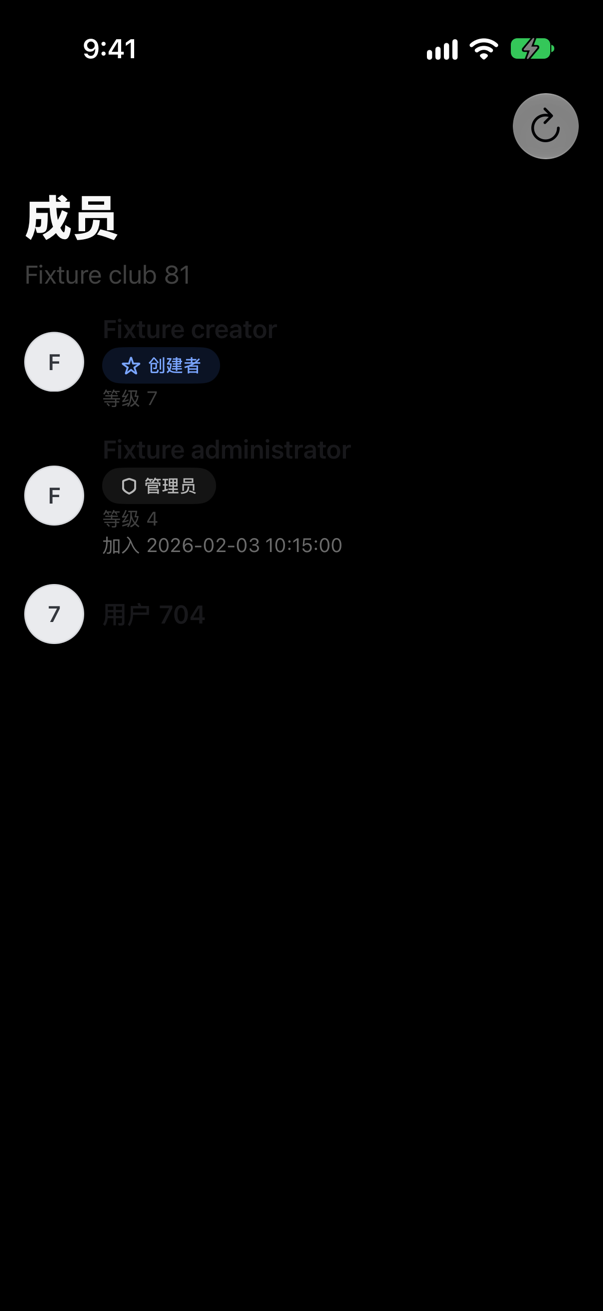 9:41
成员
Fixture club 81
Fixture creator
创建者
等级 7
Fixture administrator
管理员
等级 4
加入 2026-02-03 10:15:00
用户 704
F
F
7